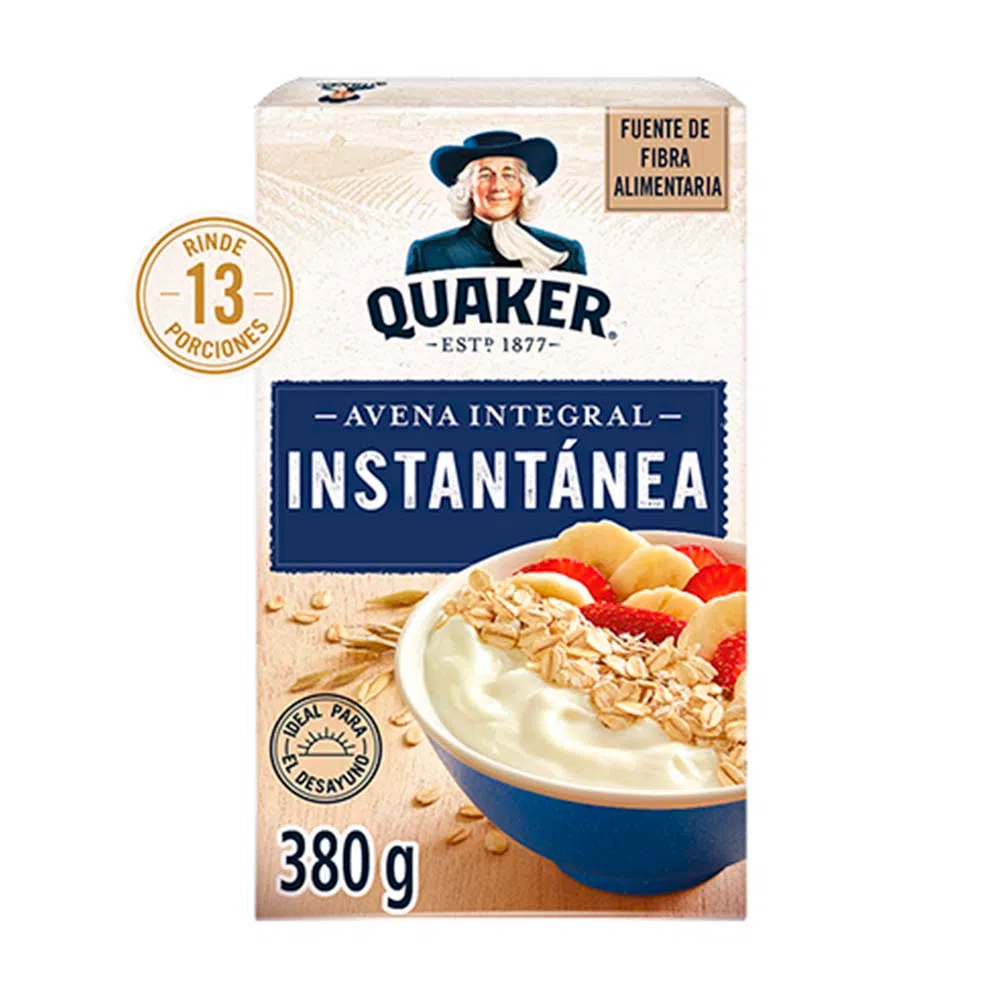 FUENTE DE
FIBRA
ALIMENTARIA
RINDE
13
PORCIONES
QUAKER®
ESTD 1877
AVENA INTEGRAL
INSTANTÁNEA
IDEAL PARA
EL DESAYUNO
380 g